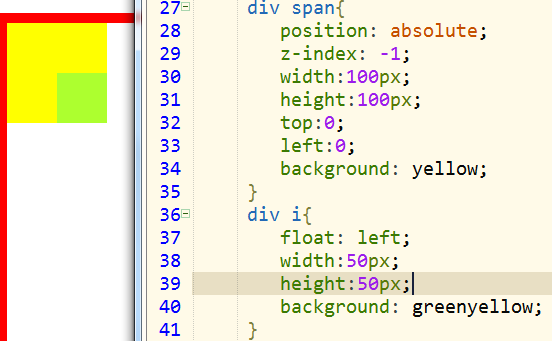 27 div span{
28 position: absolute;
29 z-index: -1;
30 width:100px;
31 height:100px;
32 top:0;
33 left:0;
34 background: yellow;
35 }
36 div i{
37 float: left;
38 width:50px;
39 height:50px;
40 background: greenyellow;
41 }